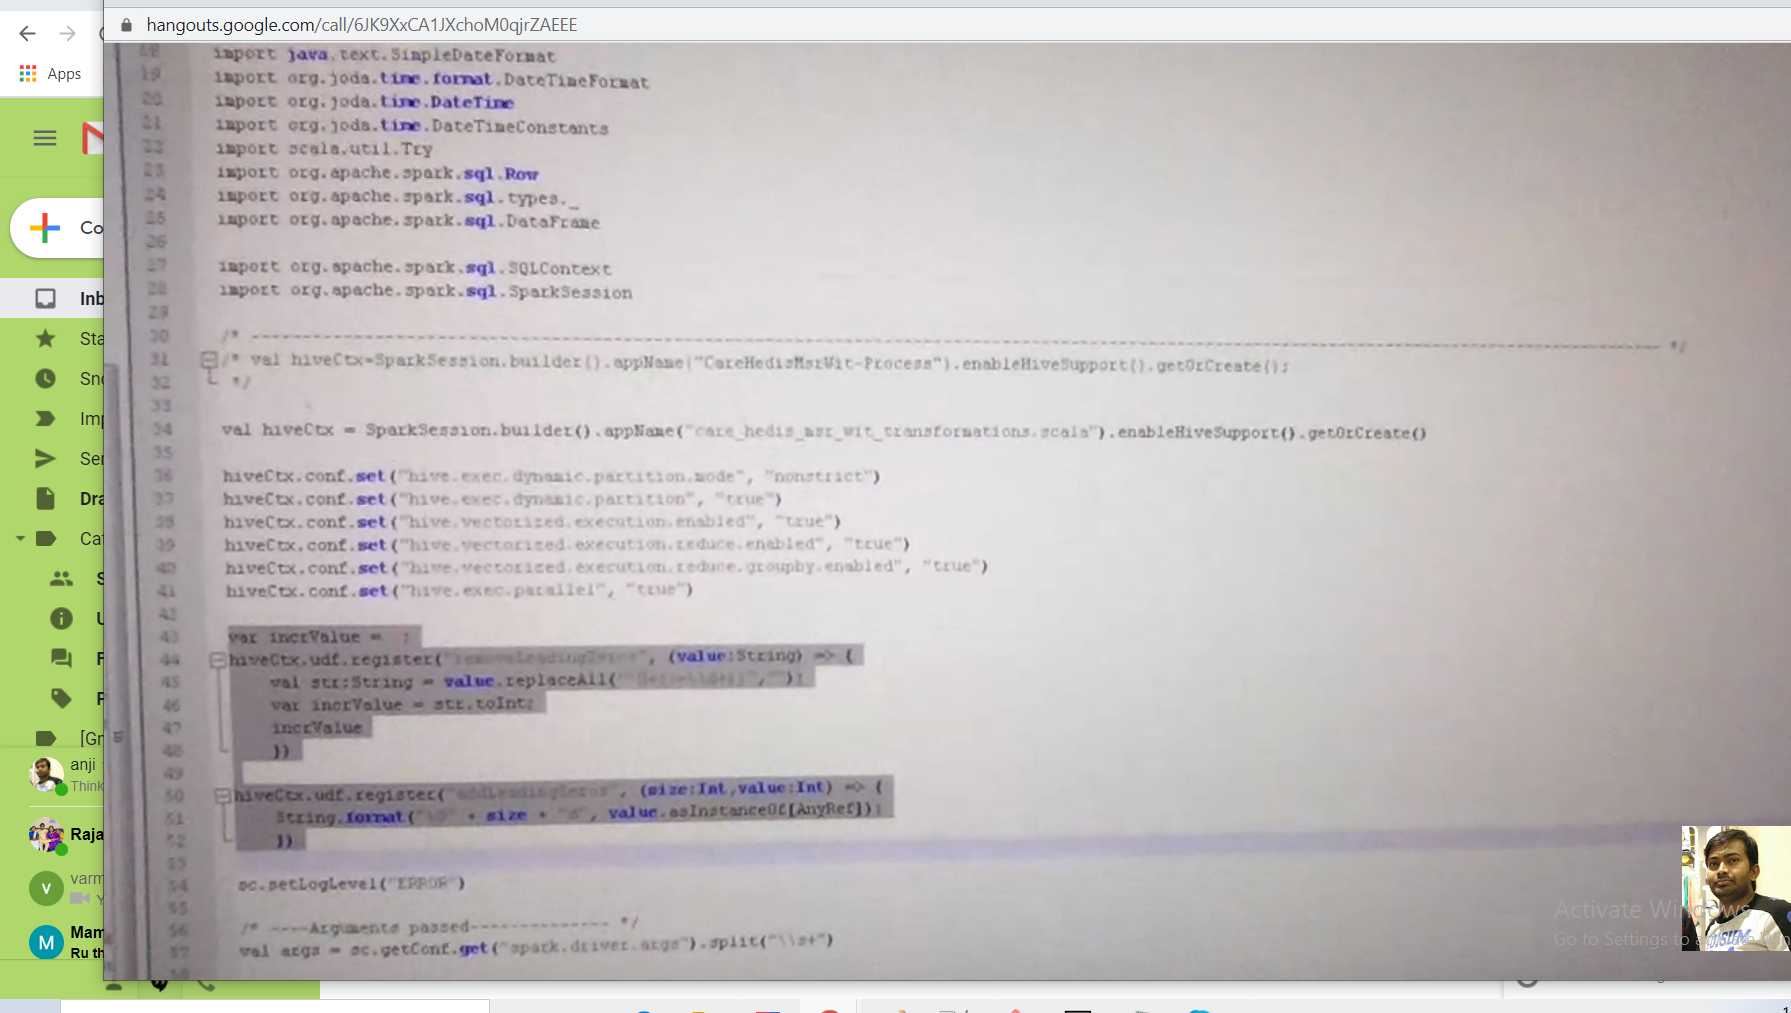 hangouts.google.com/call/6JK9XxCA1JXchoM0qjrZAEEE
Apps
Co
Inb
Sta
Sno
Imp
Sen
Dra
Cat
[Gr
anji
Think
Raja
varm
Mam
Ru th
18 import java.text.SimpleDateFormat
19 import org.joda.time.format.DateTimeFormat
20 import org.joda.time.DateTime
21 import org.joda.time.DateTimeConstants
22 import scala.util.Try
23 import org.apache.spark.sql.Row
24 import org.apache.spark.sql.types._
25 import org.apache.spark.sql.DataFrame
26
27 import org.apache.spark.sql.SQLContext
28 import org.apache.spark.sql.SparkSession
29
30 /* ---------------------------------------- */
31 /* val hiveCtx=SparkSession.builder().appName("CareHedisMsrWit-Process").enableHiveSupport().getOrCreate();
32 */
33
34 val hiveCtx = SparkSession.builder().appName("care_hedis_msr_wit_transformations.scala").enableHiveSupport().getOrCreate()
35
36 hiveCtx.conf.set("hive.exec.dynamic.partition.mode", "nonstrict")
37 hiveCtx.conf.set("hive.exec.dynamic.partition", "true")
38 hiveCtx.conf.set("hive.vectorized.execution.enabled", "true")
39 hiveCtx.conf.set("hive.vectorized.execution.reduce.enabled", "true")
40 hiveCtx.conf.set("hive.vectorized.execution.reduce.groupby.enabled", "true")
41 hiveCtx.conf.set("hive.exec.parallel", "true")
42
43 var incrValue = ;
44 hiveCtx.udf.register("removeLeadingZeros", (value:String) => {
45 val str:String = value.replaceAll(
46 var incrValue = str.toInt;
47 incrValue
48 })
49
50 hiveCtx.udf.register("addLeadingZeros", (size:Int,value:Int) => {
51 String.format("%0" + size + "d", value.asInstanceOf[AnyRef]);
52 })
53
54 sc.setLogLevel("ERROR")
55
56 /* ----Arguments passed-------------- */
57 val args = sc.getConf.get("spark.driver.args").split("\\s+")
58
Activate Windows
Go to Settings to